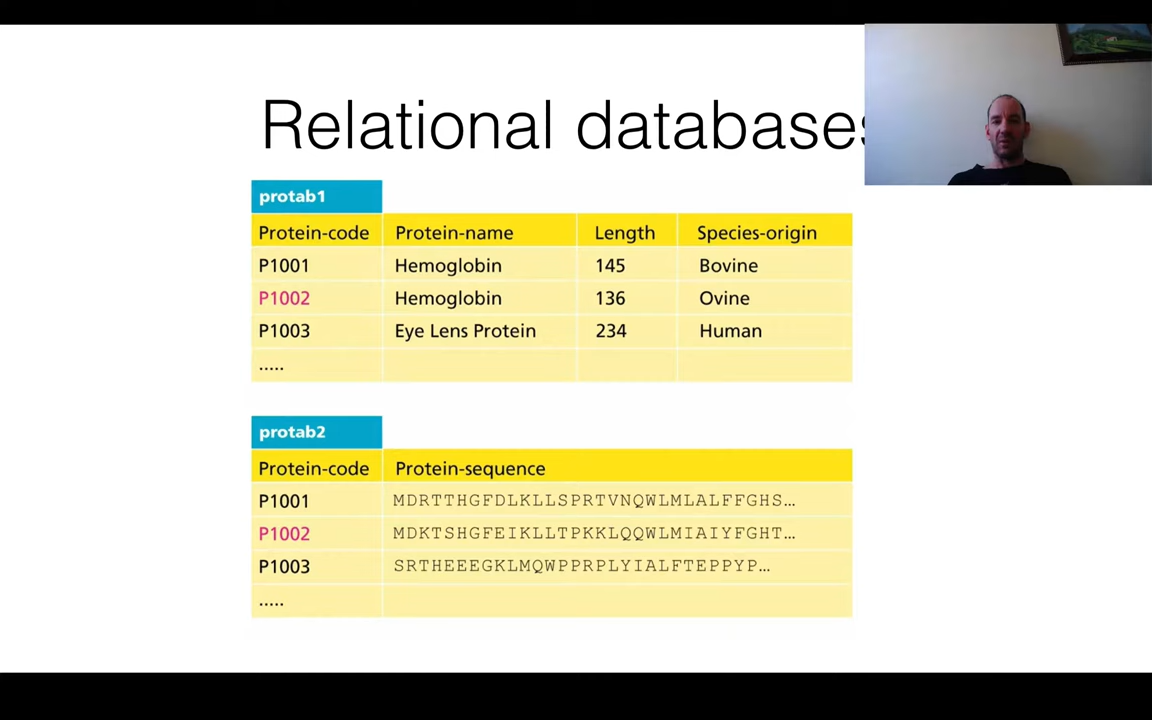 Relational databases
protab1
Protein-code Protein-name Length Species-origin
P1001 Hemoglobin 145 Bovine
P1002 Hemoglobin 136 Ovine
P1003 Eye Lens Protein 234 Human
.....
protab2
Protein-code Protein-sequence
P1001 MDRTTHGFDLKLLSPRTVNQWLMLALFFGHS...
P1002 MDKTSHGFEIKLLTPKKLQQWLMIAIYFGHT...
P1003 SRTHEEEGKLMQWPPRPLYIALFTEPPYP...
.....